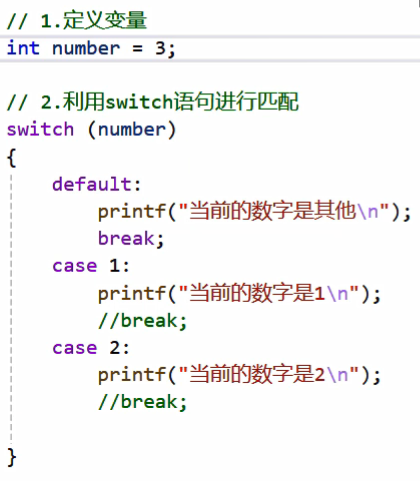 // 1.定义变量
int number = 3;
// 2.利用switch语句进行匹配
switch (number)
{
default:
printf("当前的数字是其他\n");
break;
case 1:
printf("当前的数字是1\n");
//break;
case 2:
printf("当前的数字是2\n");
//break;
}